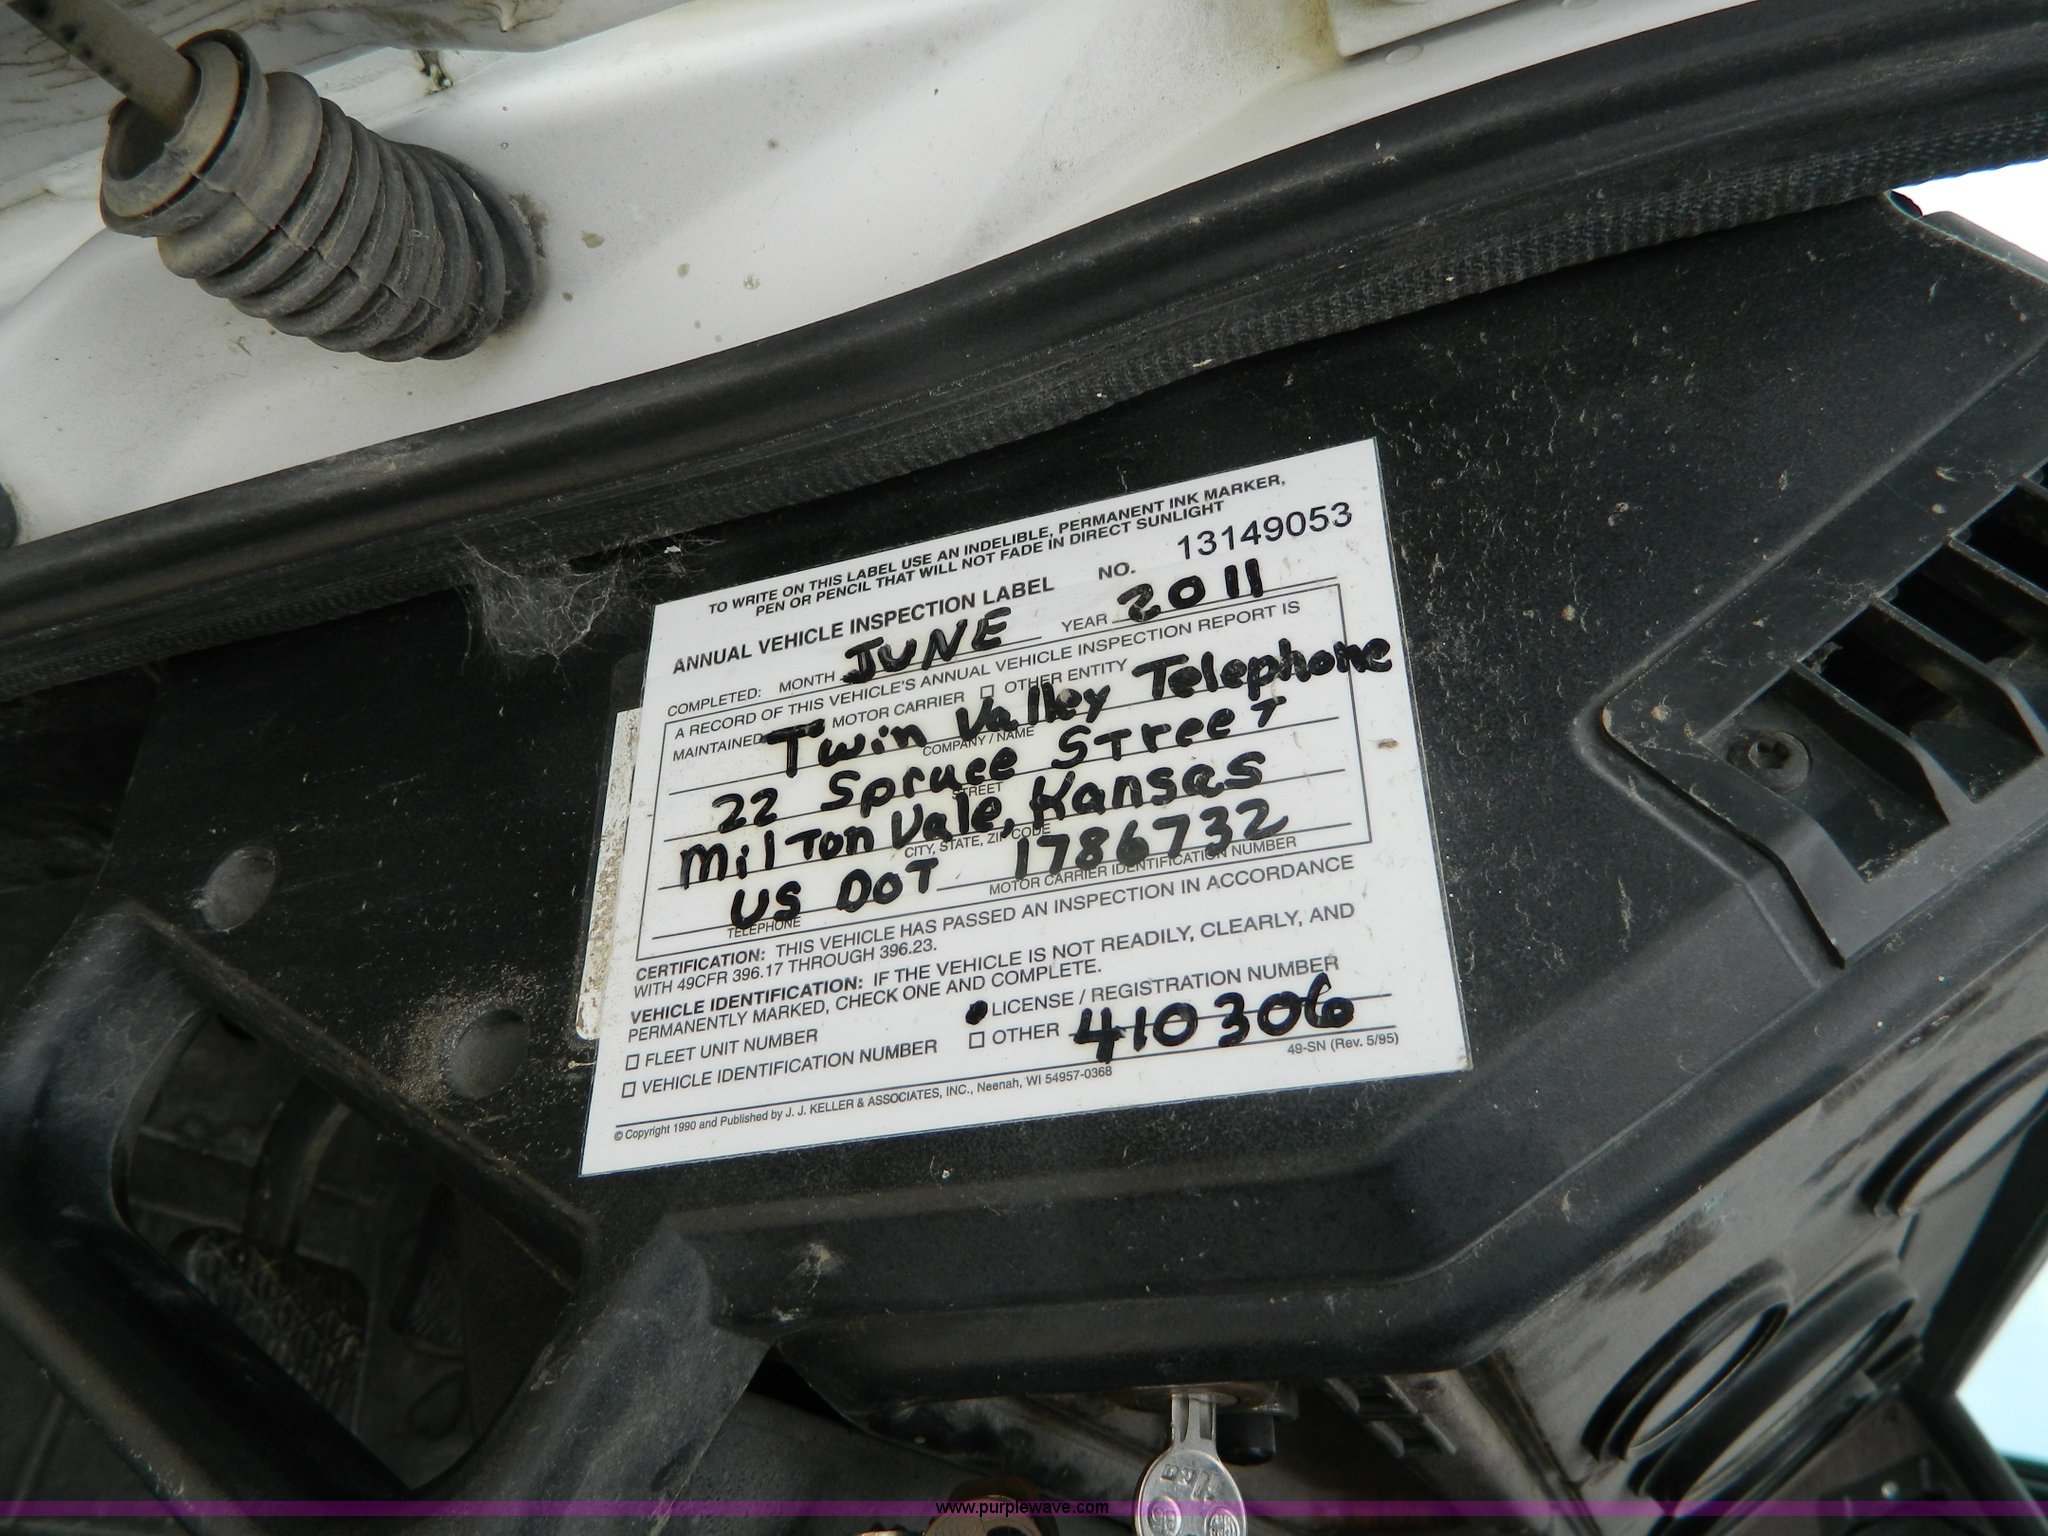 TO WRITE ON THIS LABEL USE AN INDELIBLE, PERMANENT INK MARKER,
PEN OR PENCIL THAT WILL NOT FADE IN DIRECT SUNLIGHT
ANNUAL VEHICLE INSPECTION LABEL NO. 13149053
COMPLETED: MONTH JUNE YEAR 2011
A RECORD OF THIS VEHICLE'S ANNUAL VEHICLE INSPECTION REPORT IS
MAINTAINED MOTOR CARRIER ☐ OTHER ENTITY
Twin Valley Telephone
COMPANY / NAME
22 Spruce Street
STREET
MilTon Vale, Kansas
CITY, STATE, ZIP CODE
US DOT 1786732
TELEPHONE MOTOR CARRIER IDENTIFICATION NUMBER
CERTIFICATION: THIS VEHICLE HAS PASSED AN INSPECTION IN ACCORDANCE
WITH 49CFR 396.17 THROUGH 396.23.
VEHICLE IDENTIFICATION: IF THE VEHICLE IS NOT READILY, CLEARLY, AND
PERMANENTLY MARKED, CHECK ONE AND COMPLETE.
☐ FLEET UNIT NUMBER ● LICENSE / REGISTRATION NUMBER
☐ VEHICLE IDENTIFICATION NUMBER ☐ OTHER 410306
49-SN (Rev. 5/95)
© Copyright 1990 and Published by J. J. KELLER & ASSOCIATES, INC., Neenah, WI 54957-0368
www.purplewave.com